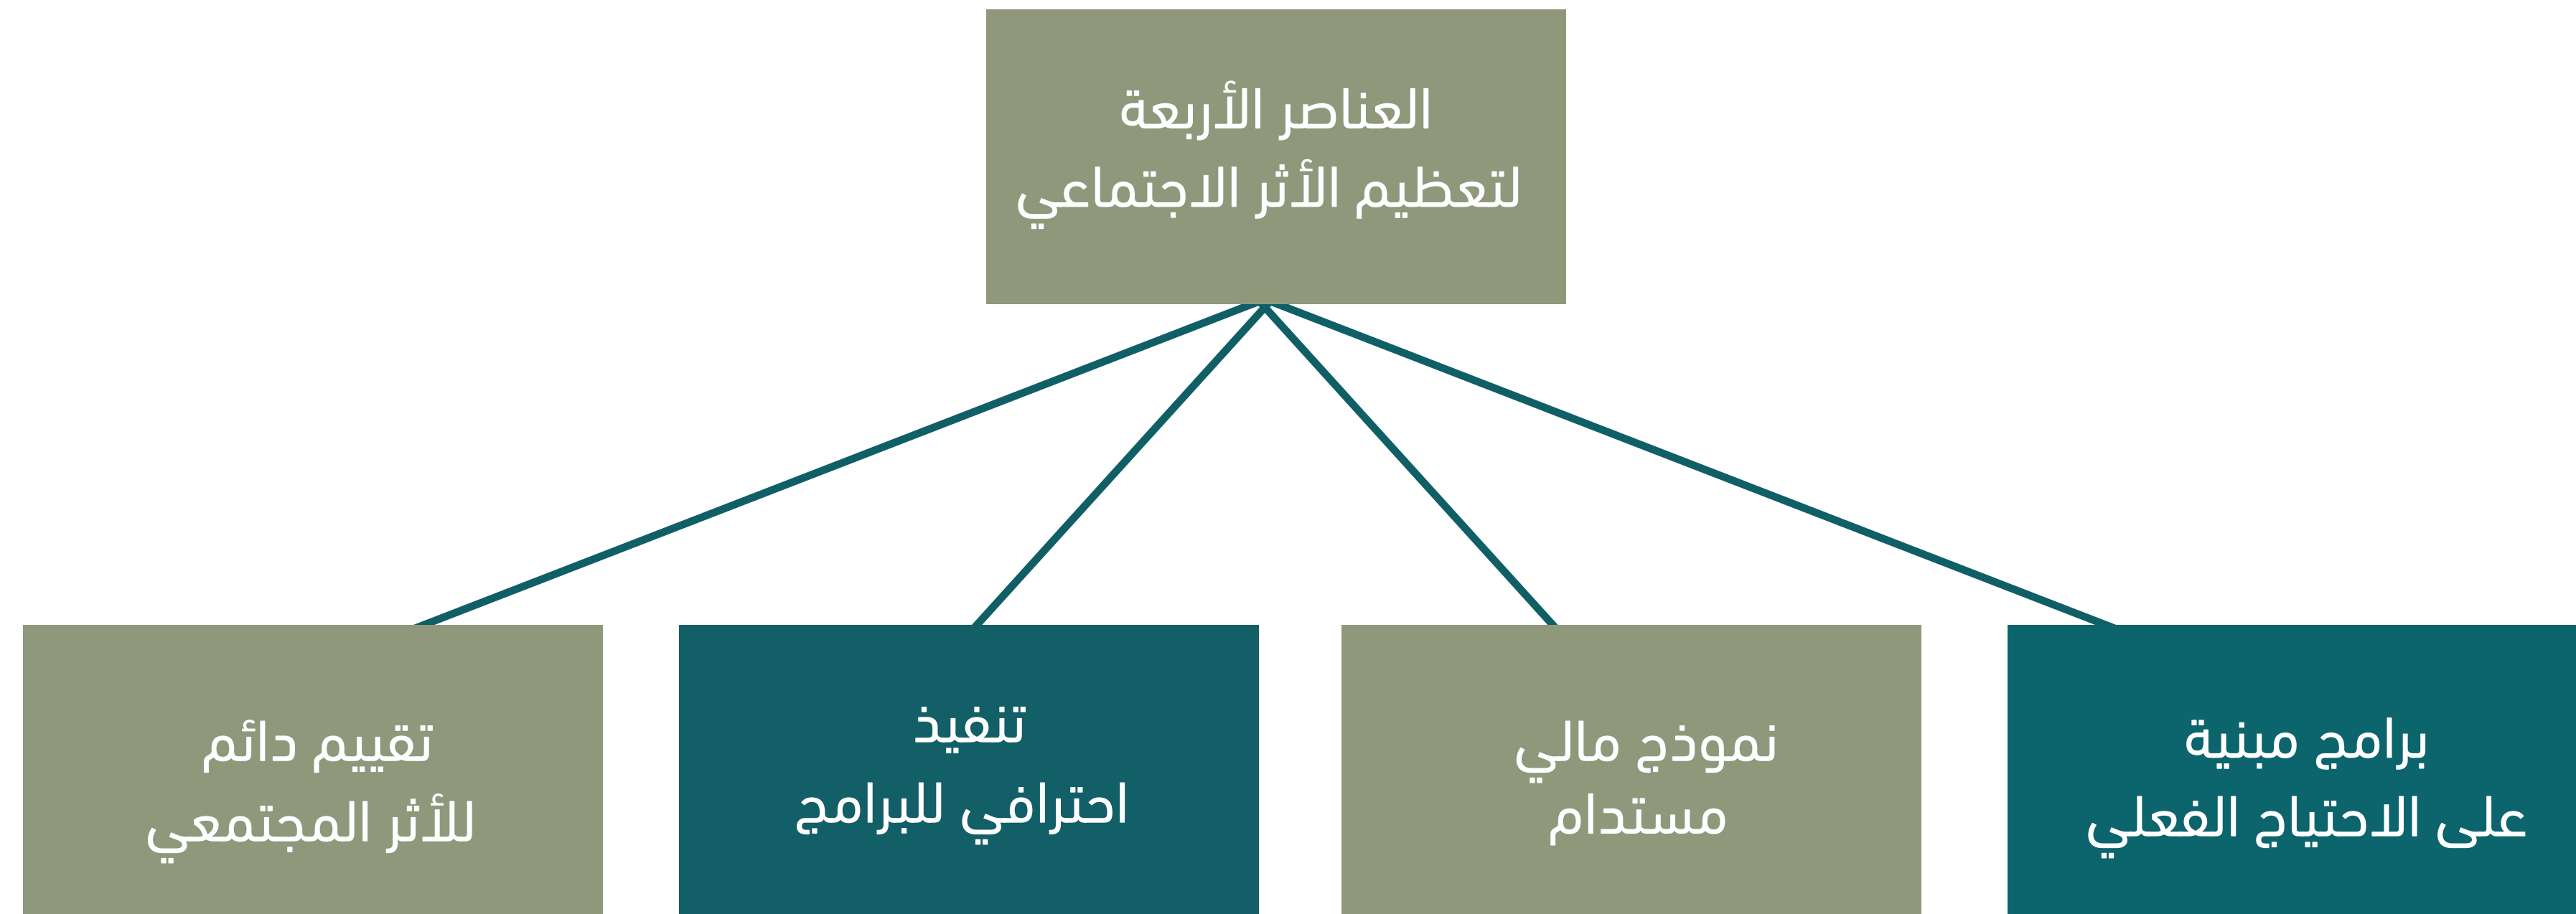 العناصر الأربعة
لتعظيم الأثر الاجتماعي
برامج مبنية
على الاحتياج الفعلي
نموذج مالي
مستدام
تنفيذ
احترافي للبرامج
تقييم دائم
للأثر المجتمعي